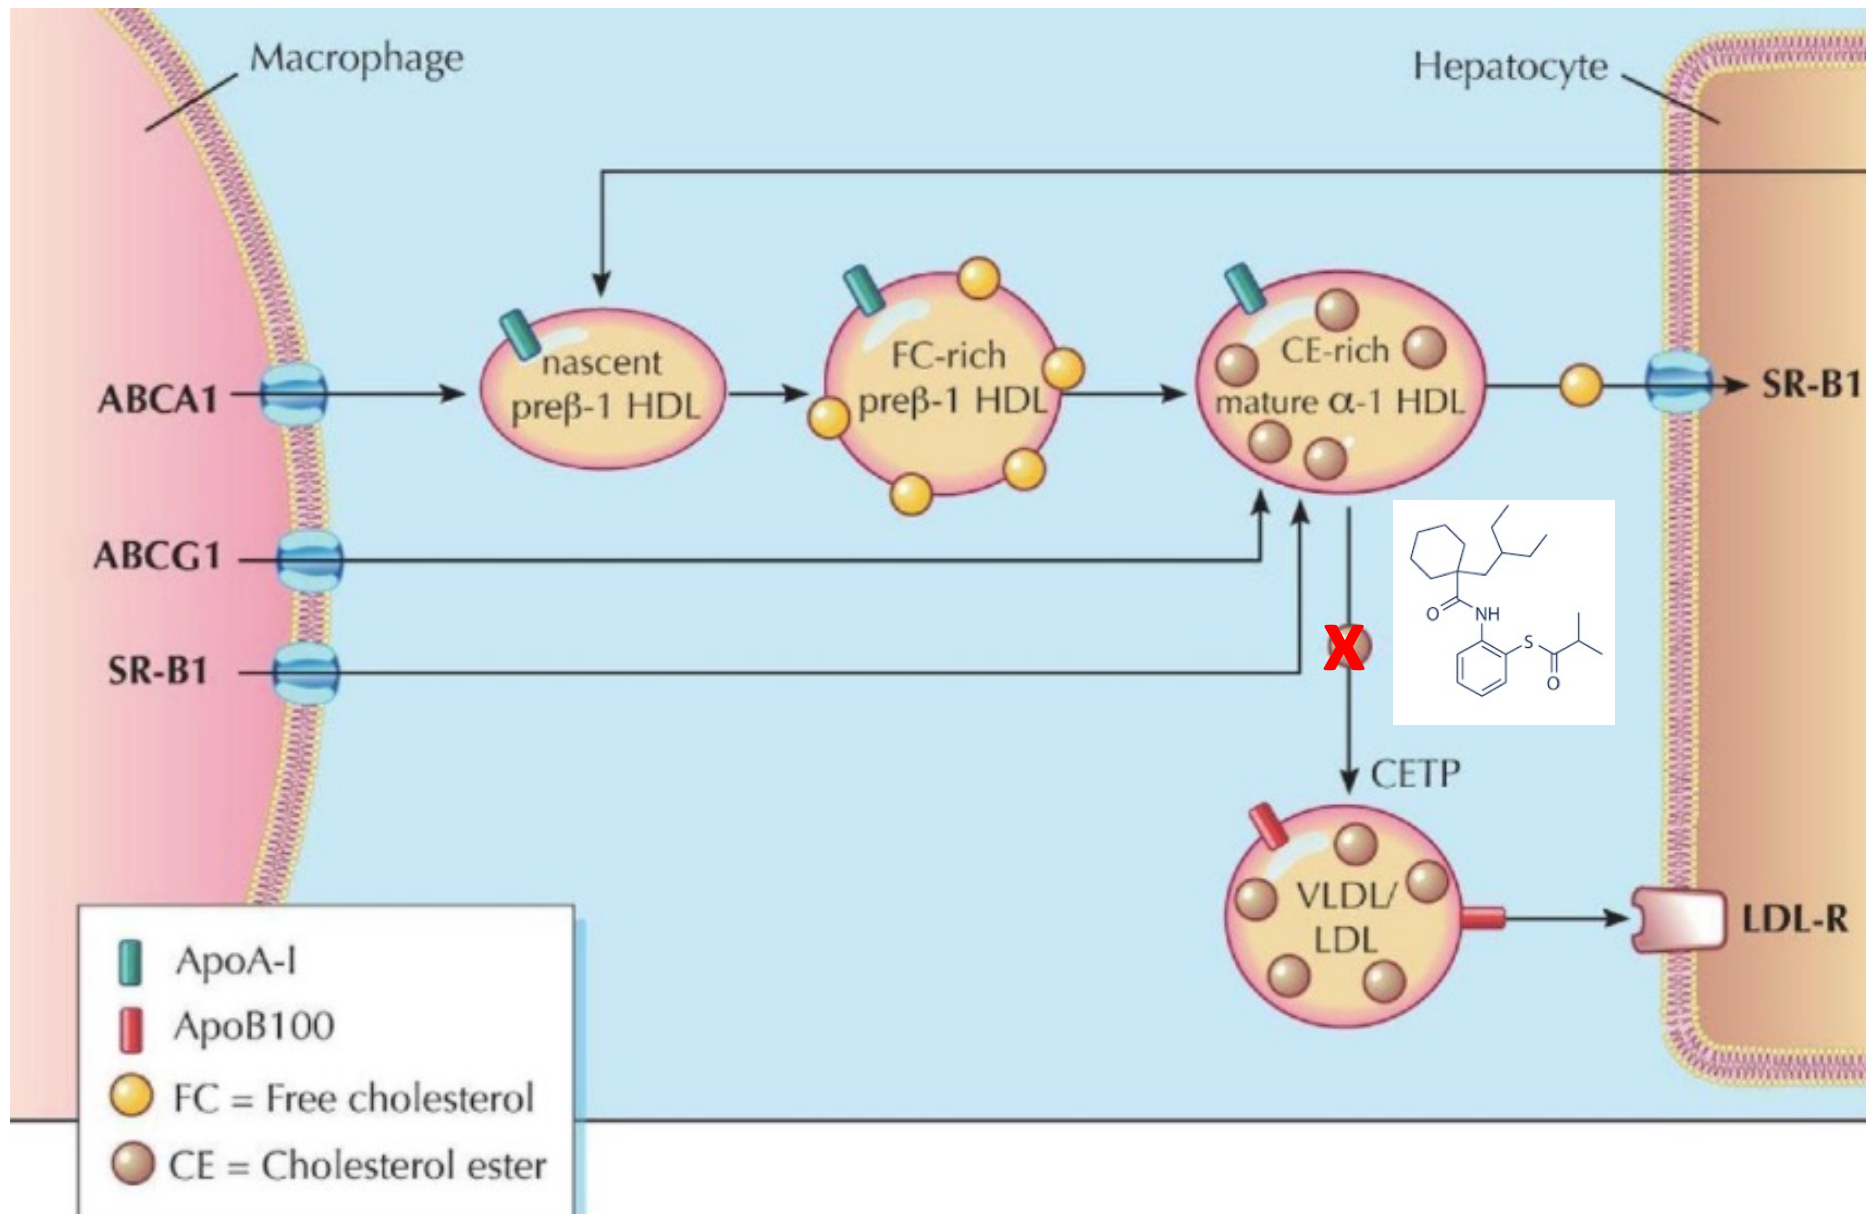 Macrophage
Hepatocyte
nascent
preβ-1 HDL
FC-rich
preβ-1 HDL
CE-rich
mature α-1 HDL
ABCA1
SR-B1
ABCG1
SR-B1
X
O
NH
S
O
CETP
VLDL/
LDL
LDL-R
ApoA-I
ApoB100
FC = Free cholesterol
CE = Cholesterol ester